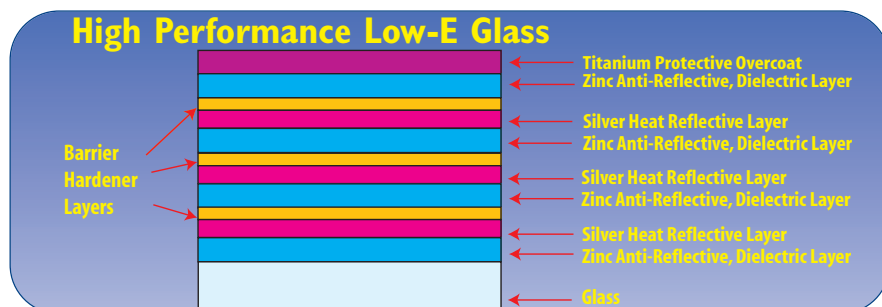 High Performance Low-E Glass
Titanium Protective Overcoat
Zinc Anti-Reflective, Dielectric Layer
Silver Heat Reflective Layer
Zinc Anti-Reflective, Dielectric Layer
Silver Heat Reflective Layer
Zinc Anti-Reflective, Dielectric Layer
Silver Heat Reflective Layer
Zinc Anti-Reflective, Dielectric Layer
Glass
Barrier
Hardener
Layers